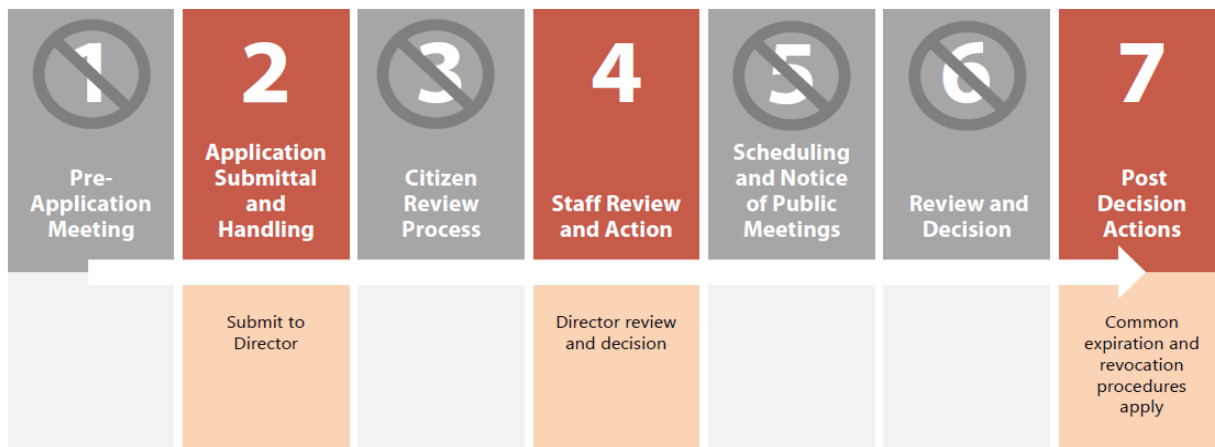 1
Pre-
Application
Meeting
2
Application
Submittal
and
Handling
Submit to
Director
3
Citizen
Review
Process
4
Staff Review
and Action
Director review
and decision
5
Scheduling
and Notice
of Public
Meetings
6
Review and
Decision
7
Post
Decision
Actions
Common
expiration and
revocation
procedures
apply